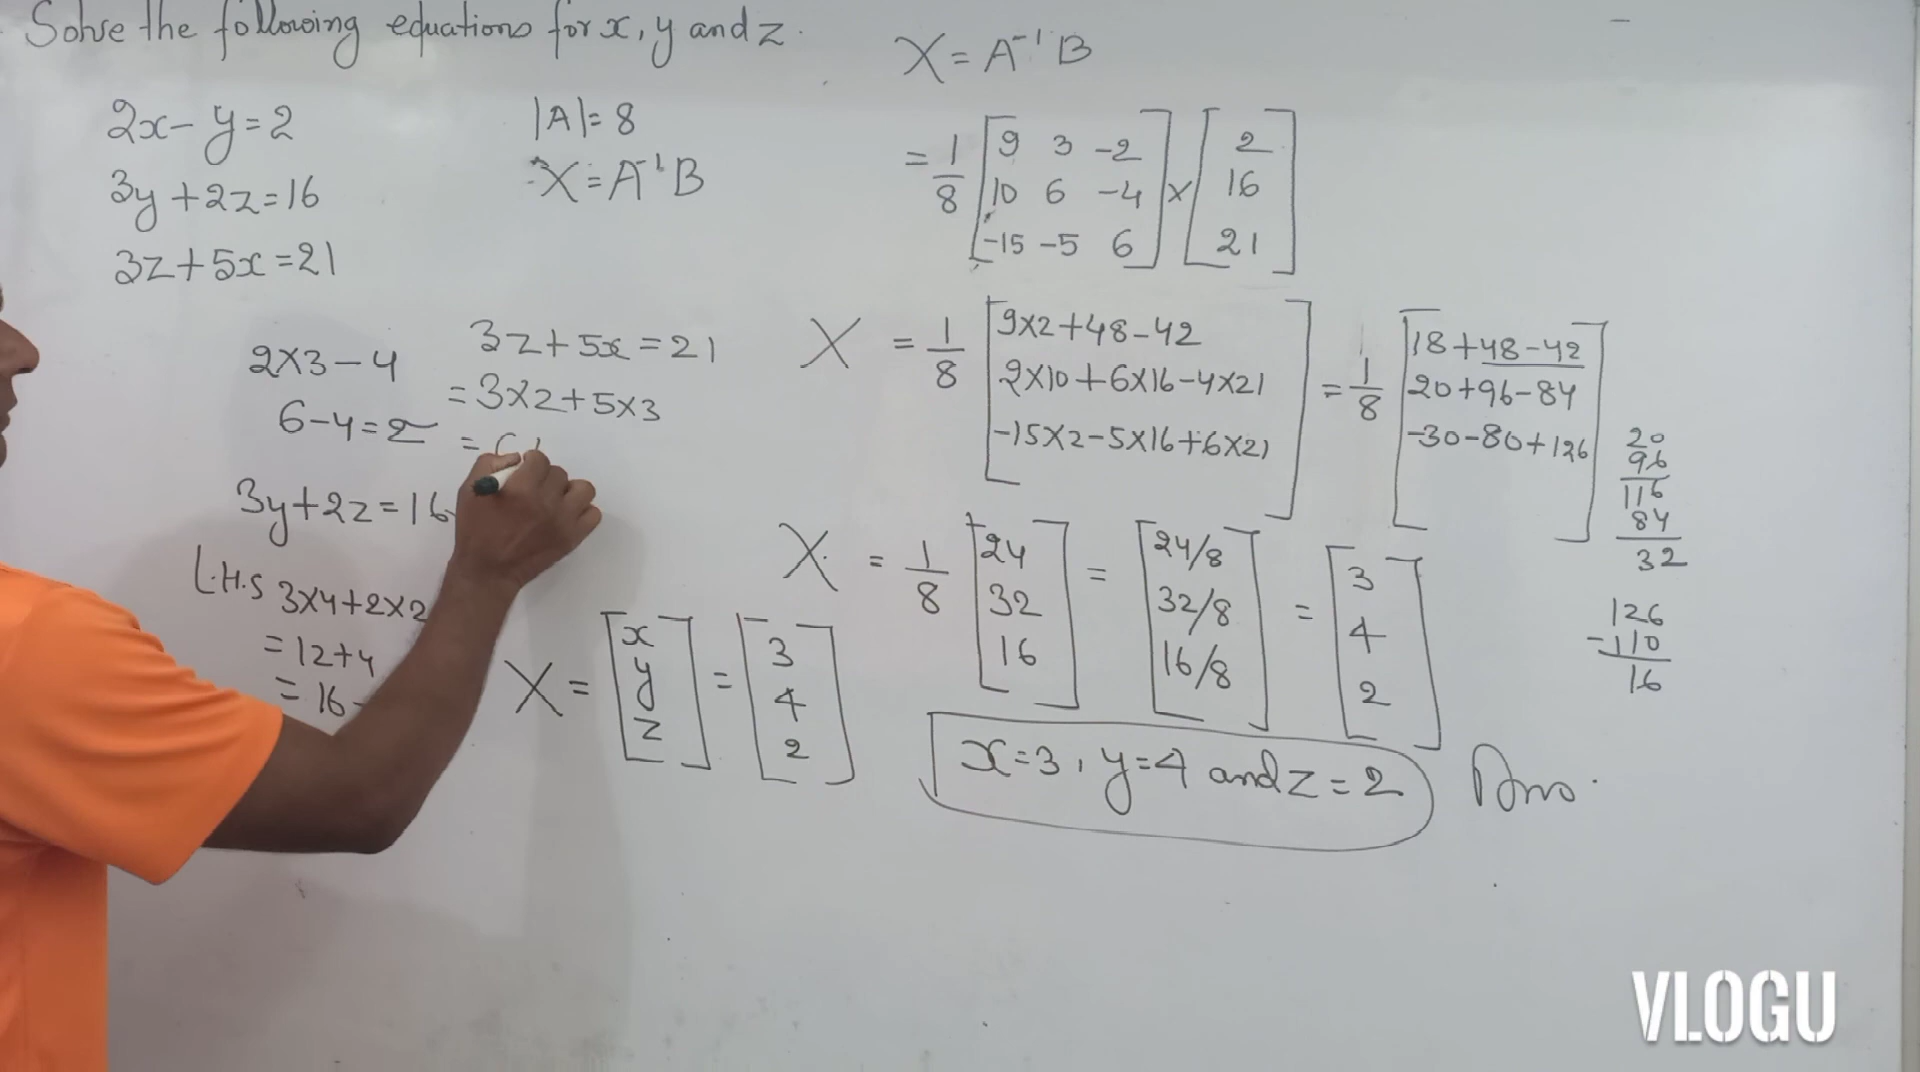 Solve the following equations for x, y and z.
2x - y = 2
3y + 2z = 16
3z + 5x = 21
|A| = 8
X = A⁻¹B
2×3 - 4
6 - 4 = 2
3z + 5x = 21
= 3×2 + 5×3
= 6+
3y + 2z = 16
L.H.S 3×4 + 2×2
= 12 + 4
= 16
X = A⁻¹B
= 1/8 [9 3 -2
10 6 -4
-15 -5 6] × [2
16
21]
X = 1/8 [9×2 + 48 - 42
2×10 + 6×16 - 4×21
-15×2 - 5×16 + 6×21]
= 1/8 [18 + 48 - 42
20 + 96 - 84
-30 - 80 + 126]
20
96
116
84
32
126
-110
16
X = 1/8 [24
32
16]
= [24/8
32/8
16/8]
= [3
4
2]
X = [x
y
z]
= [3
4
2]
x = 3, y = 4 and z = 2 Ans.
VLOGU